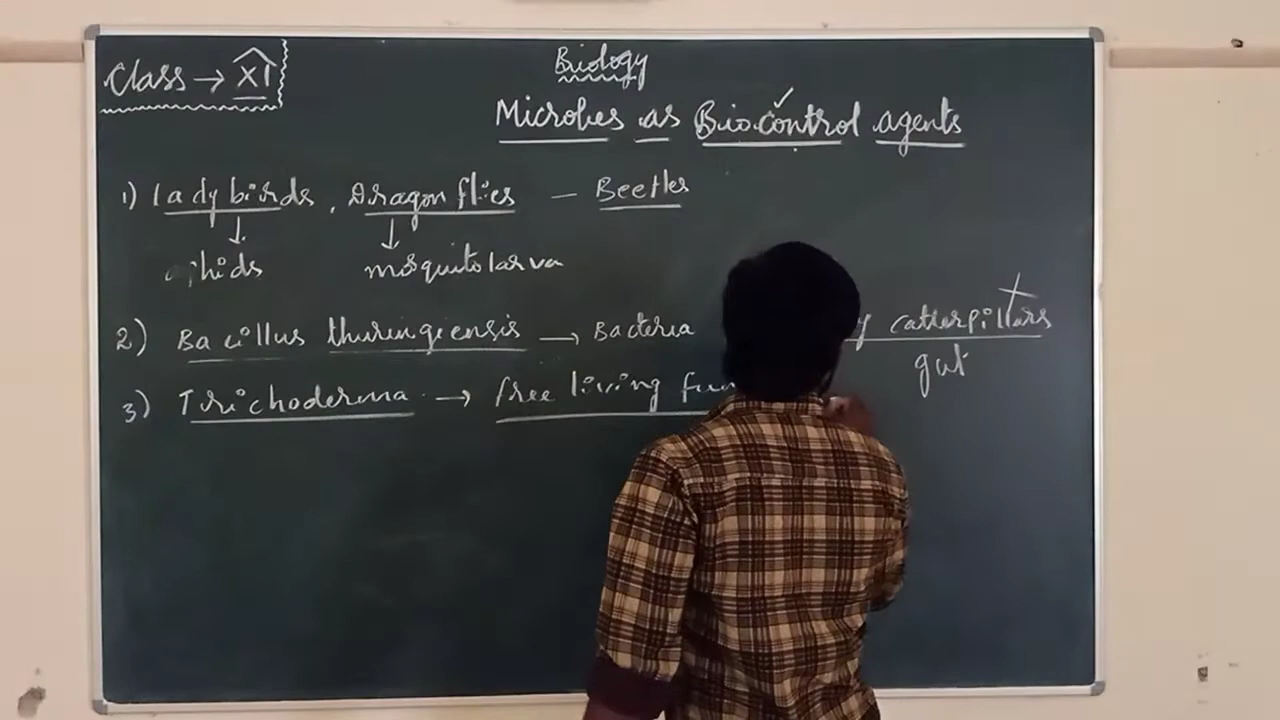 Class → XI
Biology
Microbes as Bio control agents
1) Lady birds, Dragon flies — Beetles
↓ ↓
aphids mosquito larva
2) Bacillus thuringiensis → Bacteria catterpillars
gut
3) Trichoderma → free living